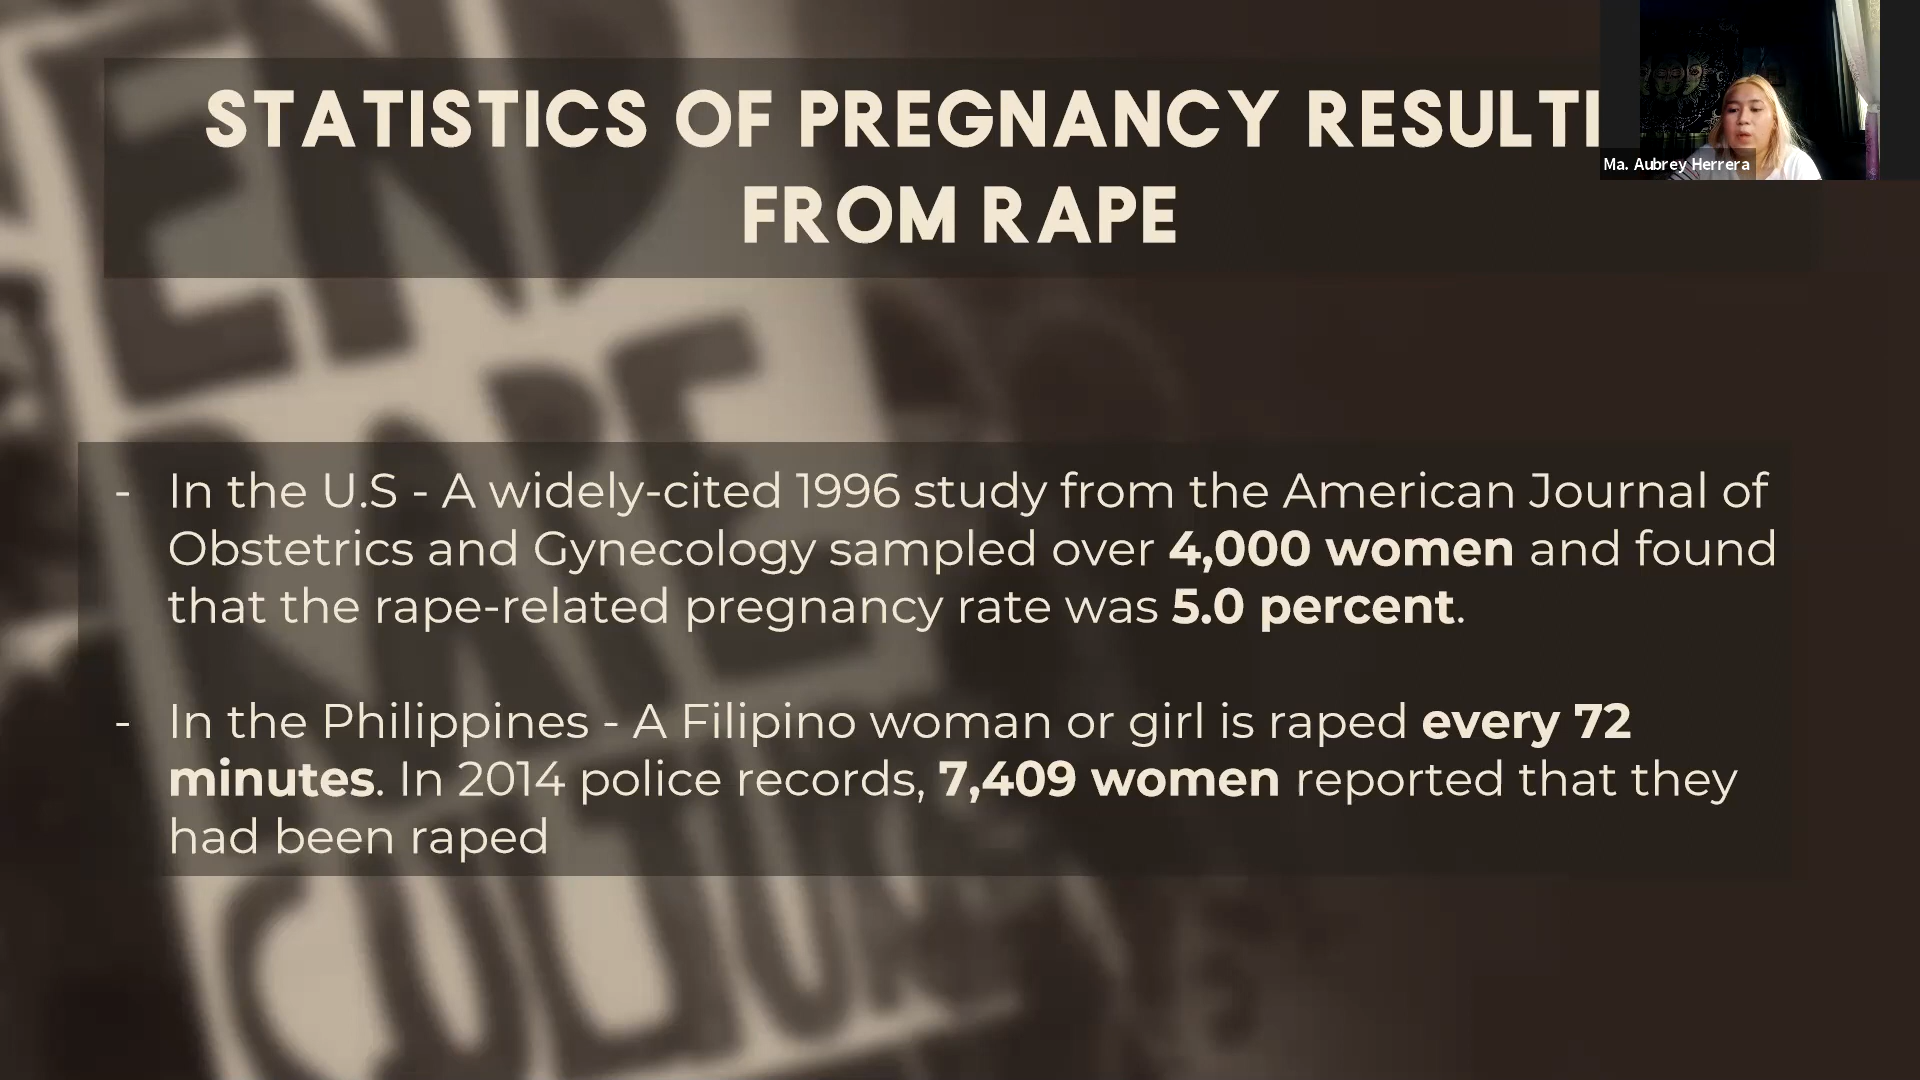 STATISTICS OF PREGNANCY RESULTI
FROM RAPE
Ma. Aubrey Herrera
- In the U.S - A widely-cited 1996 study from the American Journal of
Obstetrics and Gynecology sampled over 4,000 women and found
that the rape-related pregnancy rate was 5.0 percent.
- In the Philippines - A Filipino woman or girl is raped every 72
minutes. In 2014 police records, 7,409 women reported that they
had been raped
END
RAPE
CULTURE